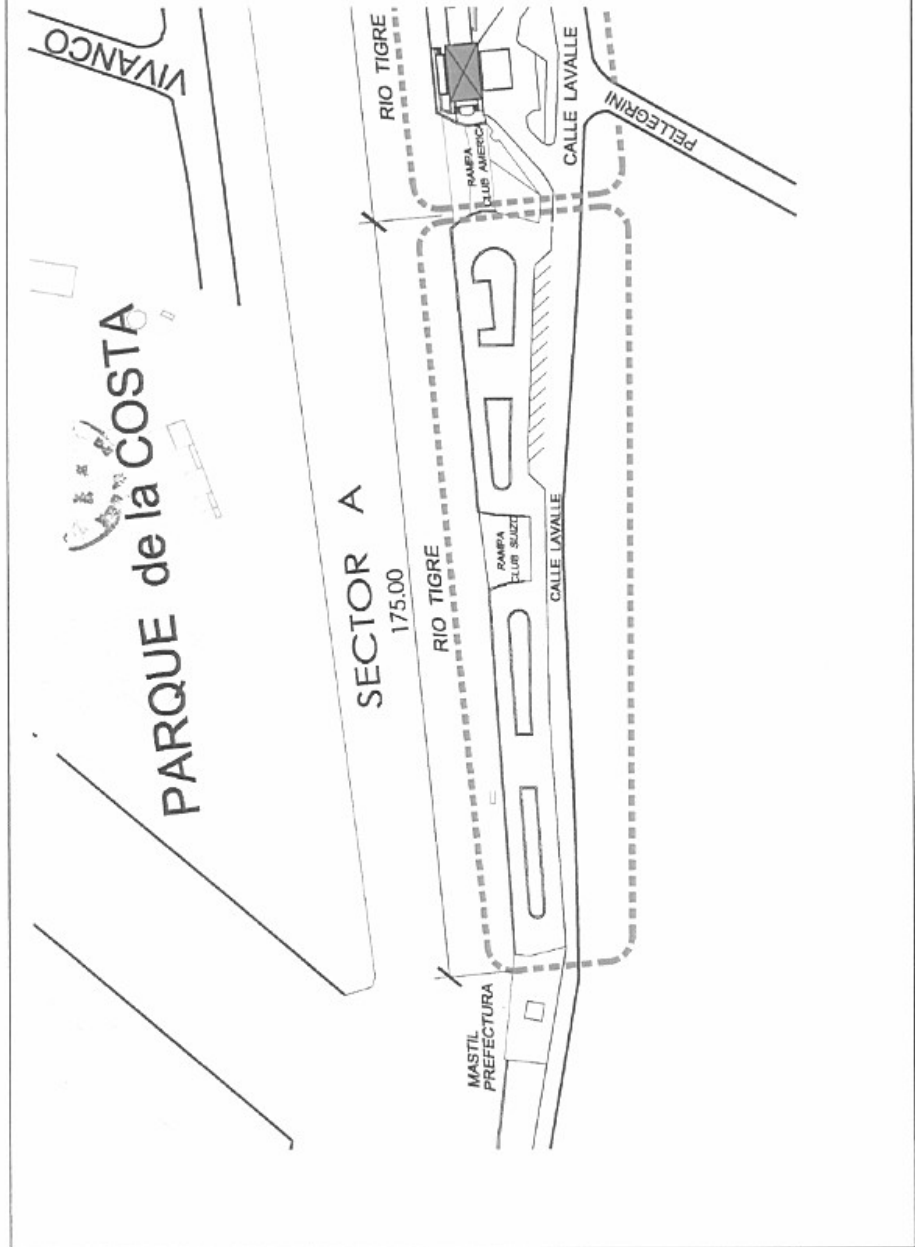 VIVANCO
RIO TIGRE
CALLE LAVALLE
PELLEGRINI
RAMPA
CLUB AMERICA
PARQUE de la COSTA
SECTOR A
175.00
RIO TIGRE
RAMPA
CLUB SUIZO
CALLE LAVALLE
MASTIL
PREFECTURA